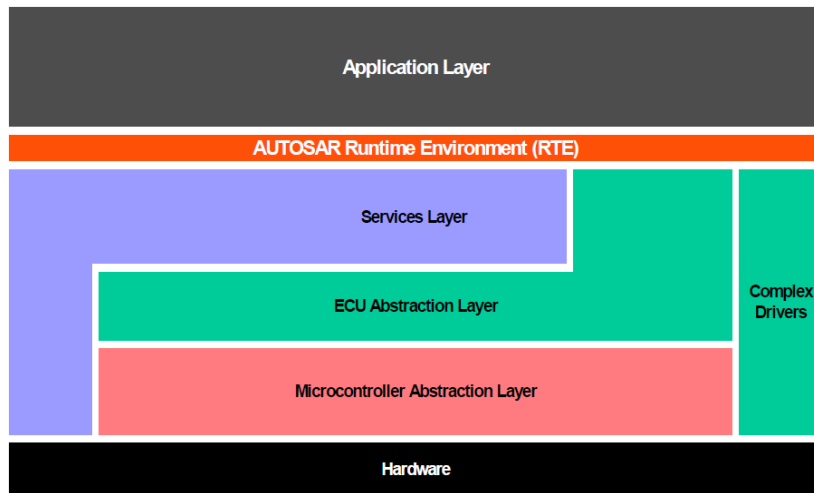 Application Layer
AUTOSAR Runtime Environment (RTE)
Services Layer
ECU Abstraction Layer
Complex
Drivers
Microcontroller Abstraction Layer
Hardware